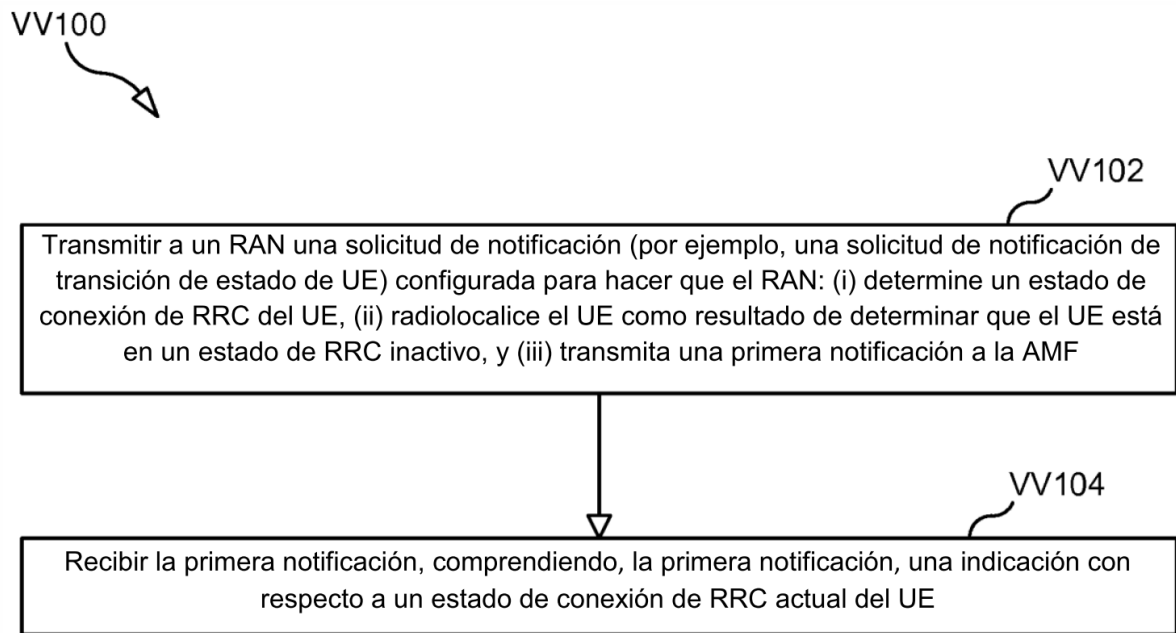 VV100
VV102
Transmitir a un RAN una solicitud de notificación (por ejemplo, una solicitud de notificación de
transición de estado de UE) configurada para hacer que el RAN: (i) determine un estado de
conexión de RRC del UE, (ii) radiolocalice el UE como resultado de determinar que el UE está
en un estado de RRC inactivo, y (iii) transmita una primera notificación a la AMF
VV104
Recibir la primera notificación, comprendiendo, la primera notificación, una indicación con
respecto a un estado de conexión de RRC actual del UE